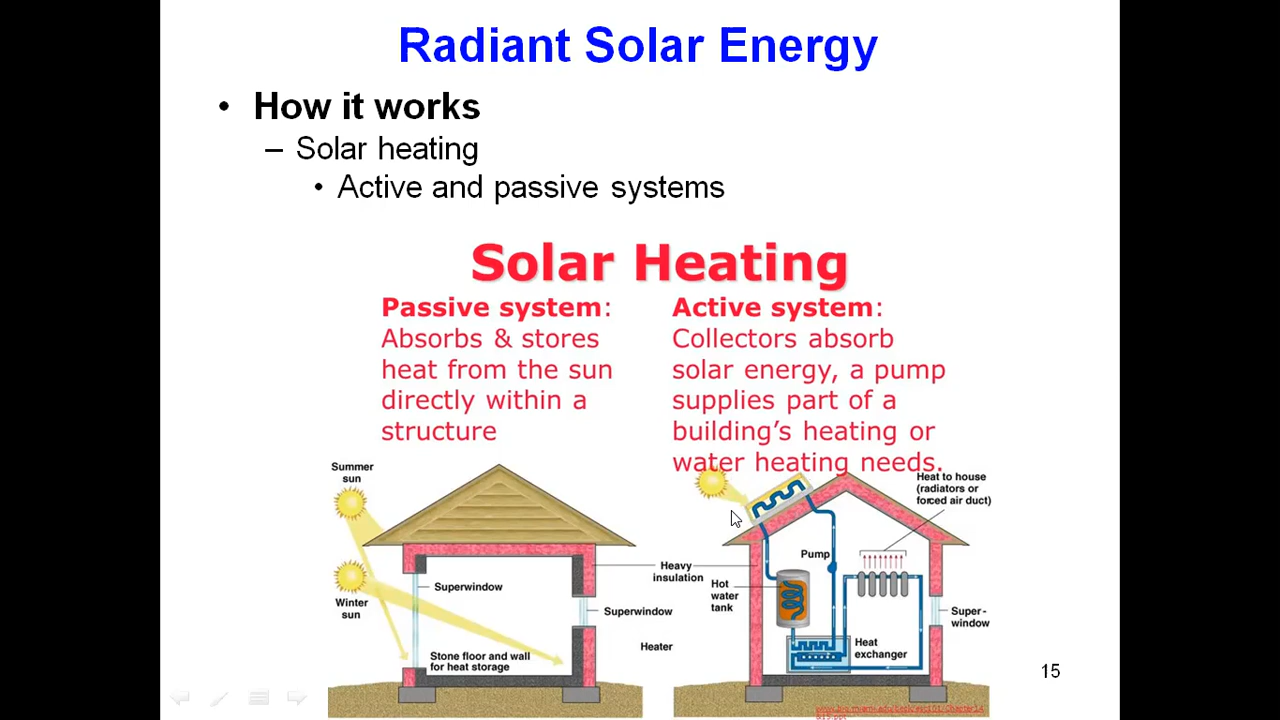 Radiant Solar Energy
• How it works
– Solar heating
• Active and passive systems
Solar Heating
Passive system:
Absorbs & stores
heat from the sun
directly within a
structure
Active system:
Collectors absorb
solar energy, a pump
supplies part of a
building's heating or
water heating needs.
Summer
sun
Winter
sun
Superwindow
Stone floor and wall
for heat storage
Heavy
insulation
Superwindow
Heater
Heat to house
(radiators or
forced air duct)
Pump
Hot
water
tank
Heat
exchanger
Super-
window
15